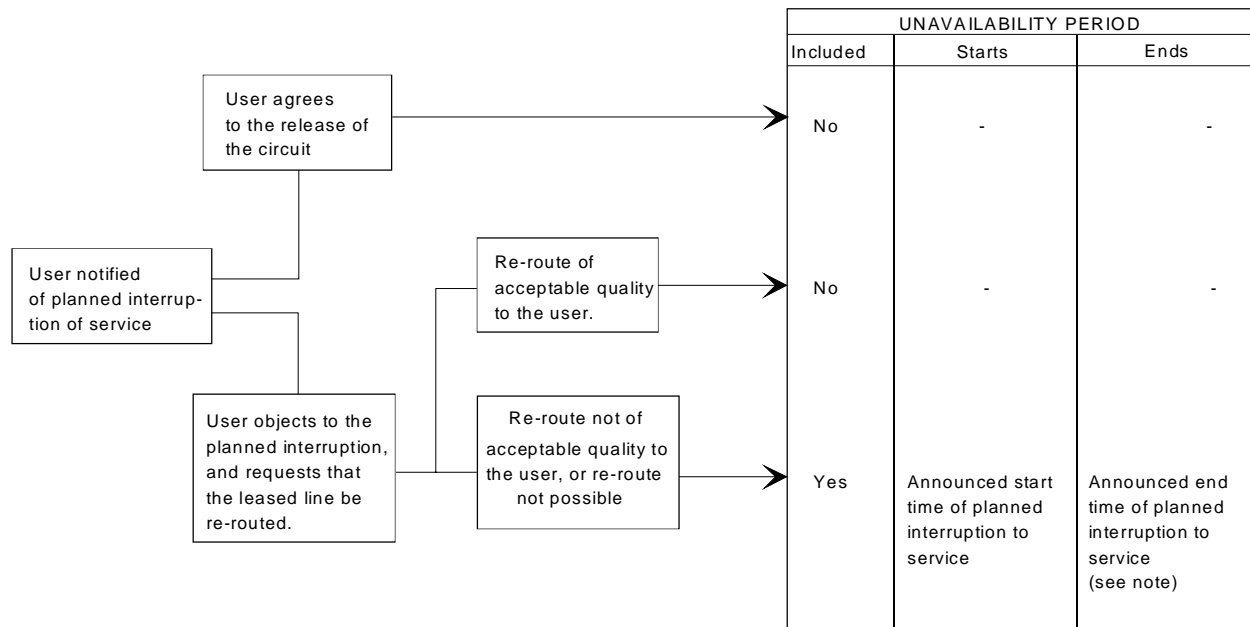 UNAVAILABILITY PERIOD
Included
Starts
Ends
User agrees
to the release of
the circuit
No
-
-
User notified
of planned interrup-
tion of service
Re-route of
acceptable quality
to the user.
No
-
-
User objects to the
planned interruption,
and requests that
the leased line be
re-routed.
Re-route not of
acceptable quality to
the user, or re-route
not possible
Yes
Announced start
time of planned
interruption to
service
Announced end
time of planned
interruption to
service
(see note)